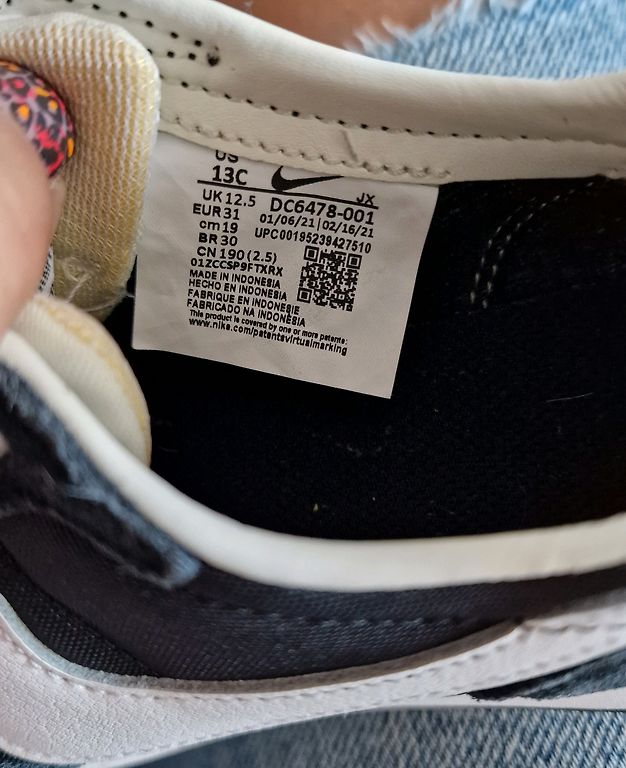 US
13C
UK 12.5
EUR 31
cm 19
BR 30
CN 190 (2.5)
JX
DC6478-001
01/06/21 | 02/16/21
UPC00195239427510
01ZCCSP9FTXRX
MADE IN INDONESIA
HECHO EN INDONESIA
FABRIQUE EN INDONESIE
FABRICADO NA INDONÉSIA
This product is covered by one or more patents:
www.nike.com/patentsvirtualmarking